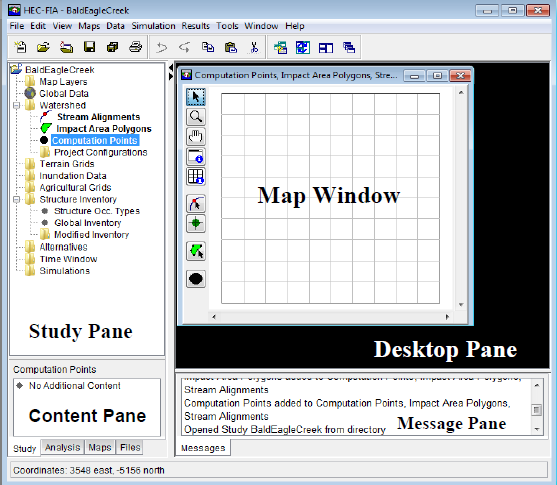 HEC-FIA - BaldEagleCreek
File Edit View Maps Data Simulation Results Tools Window Help
BaldEagleCreek
Map Layers
Global Data
Watershed
Stream Alignments
Impact Area Polygons
Computation Points
Project Configurations
Terrain Grids
Inundation Data
Agricultural Grids
Structure Inventory
Structure Occ. Types
Global Inventory
Modified Inventory
Alternatives
Time Window
Simulations
Study Pane
Computation Points, Impact Area Polygons, Stre...
Map Window
Desktop Pane
Computation Points
No Additional Content
Content Pane
Study Analysis Maps Files
Impact Area Polygons added to Computation Points, Impact Area Polygons,
Stream Alignments
Computation Points added to Computation Points, Impact Area Polygons,
Stream Alignments
Opened Study BaldEagleCreek from directory
Message Pane
Messages
Coordinates: 3548 east, -5156 north